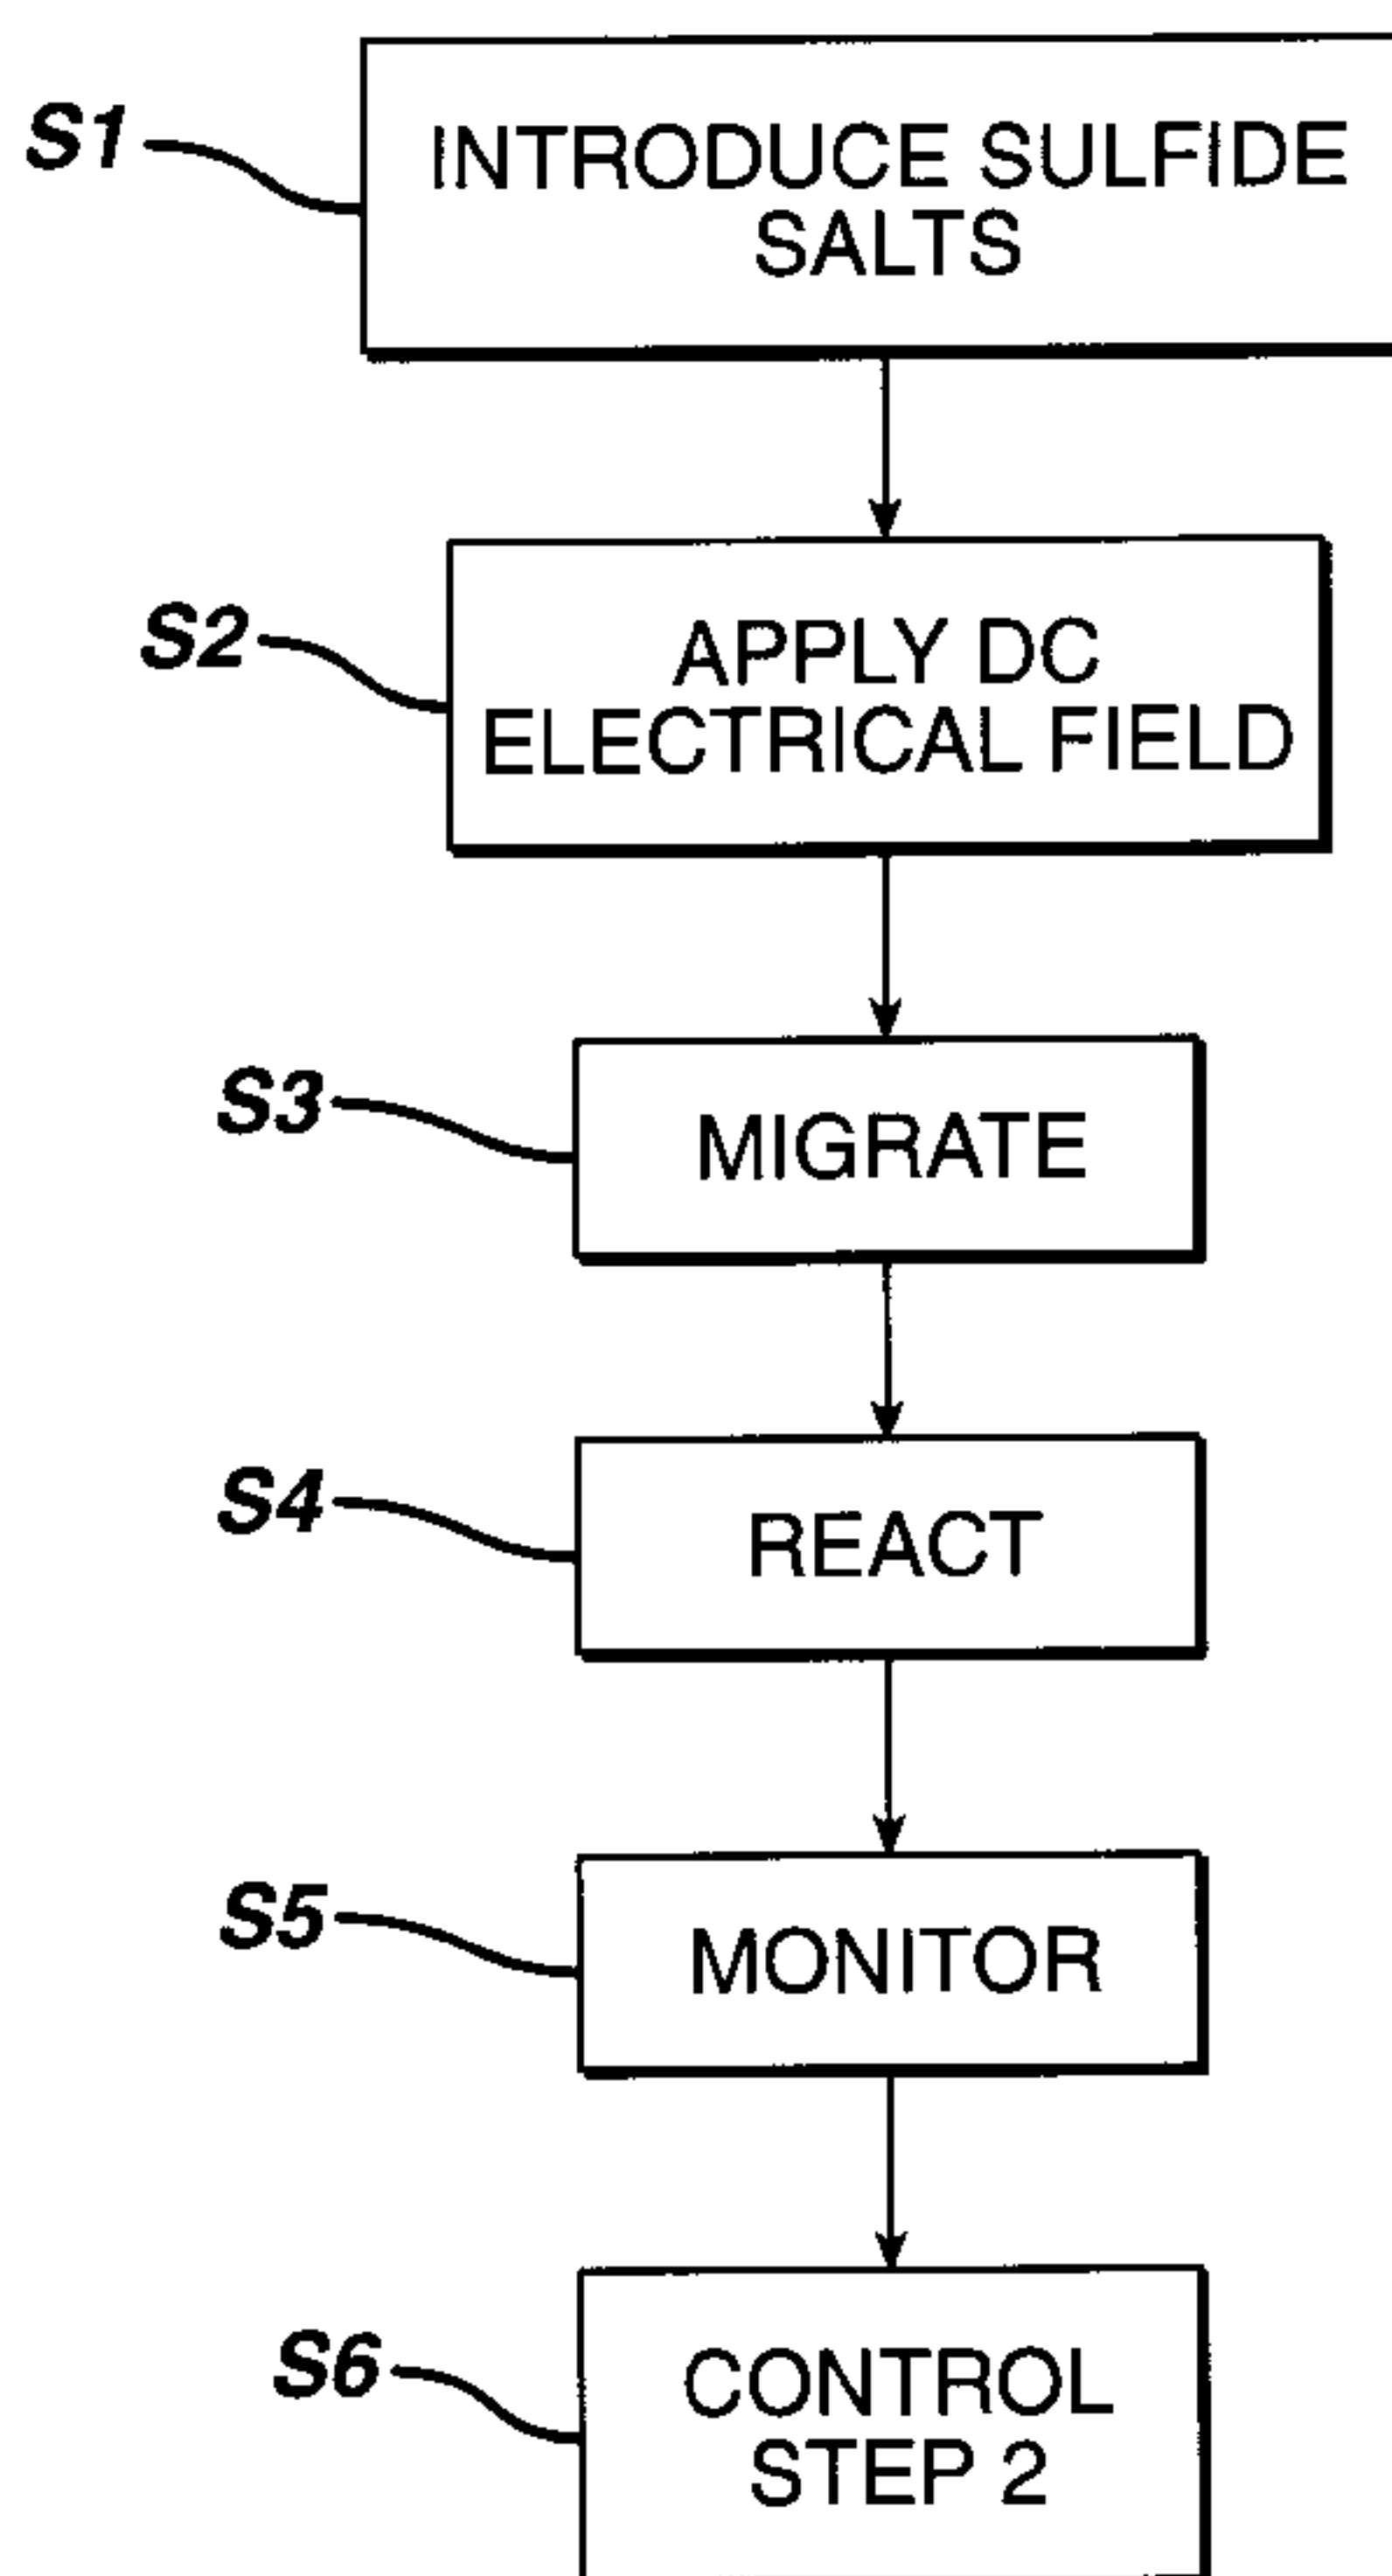 S1
INTRODUCE SULFIDE
SALTS
S2
APPLY DC
ELECTRICAL FIELD
S3
MIGRATE
S4
REACT
S5
MONITOR
S6
CONTROL
STEP 2